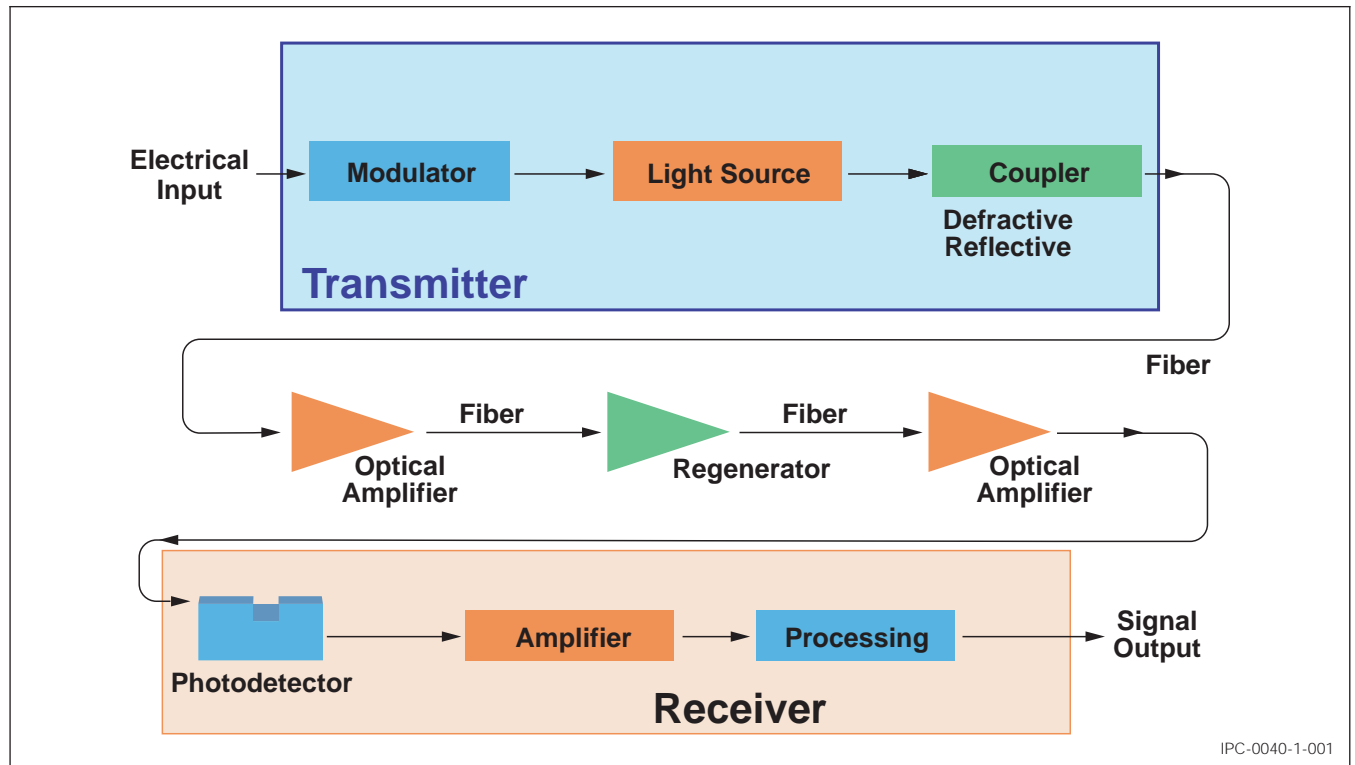 Electrical
Input
Modulator
Light Source
Coupler
Defractive
Reflective
Transmitter
Fiber
Fiber
Fiber
Optical
Amplifier
Regenerator
Optical
Amplifier
Photodetector
Amplifier
Processing
Signal
Output
Receiver
IPC-0040-1-001